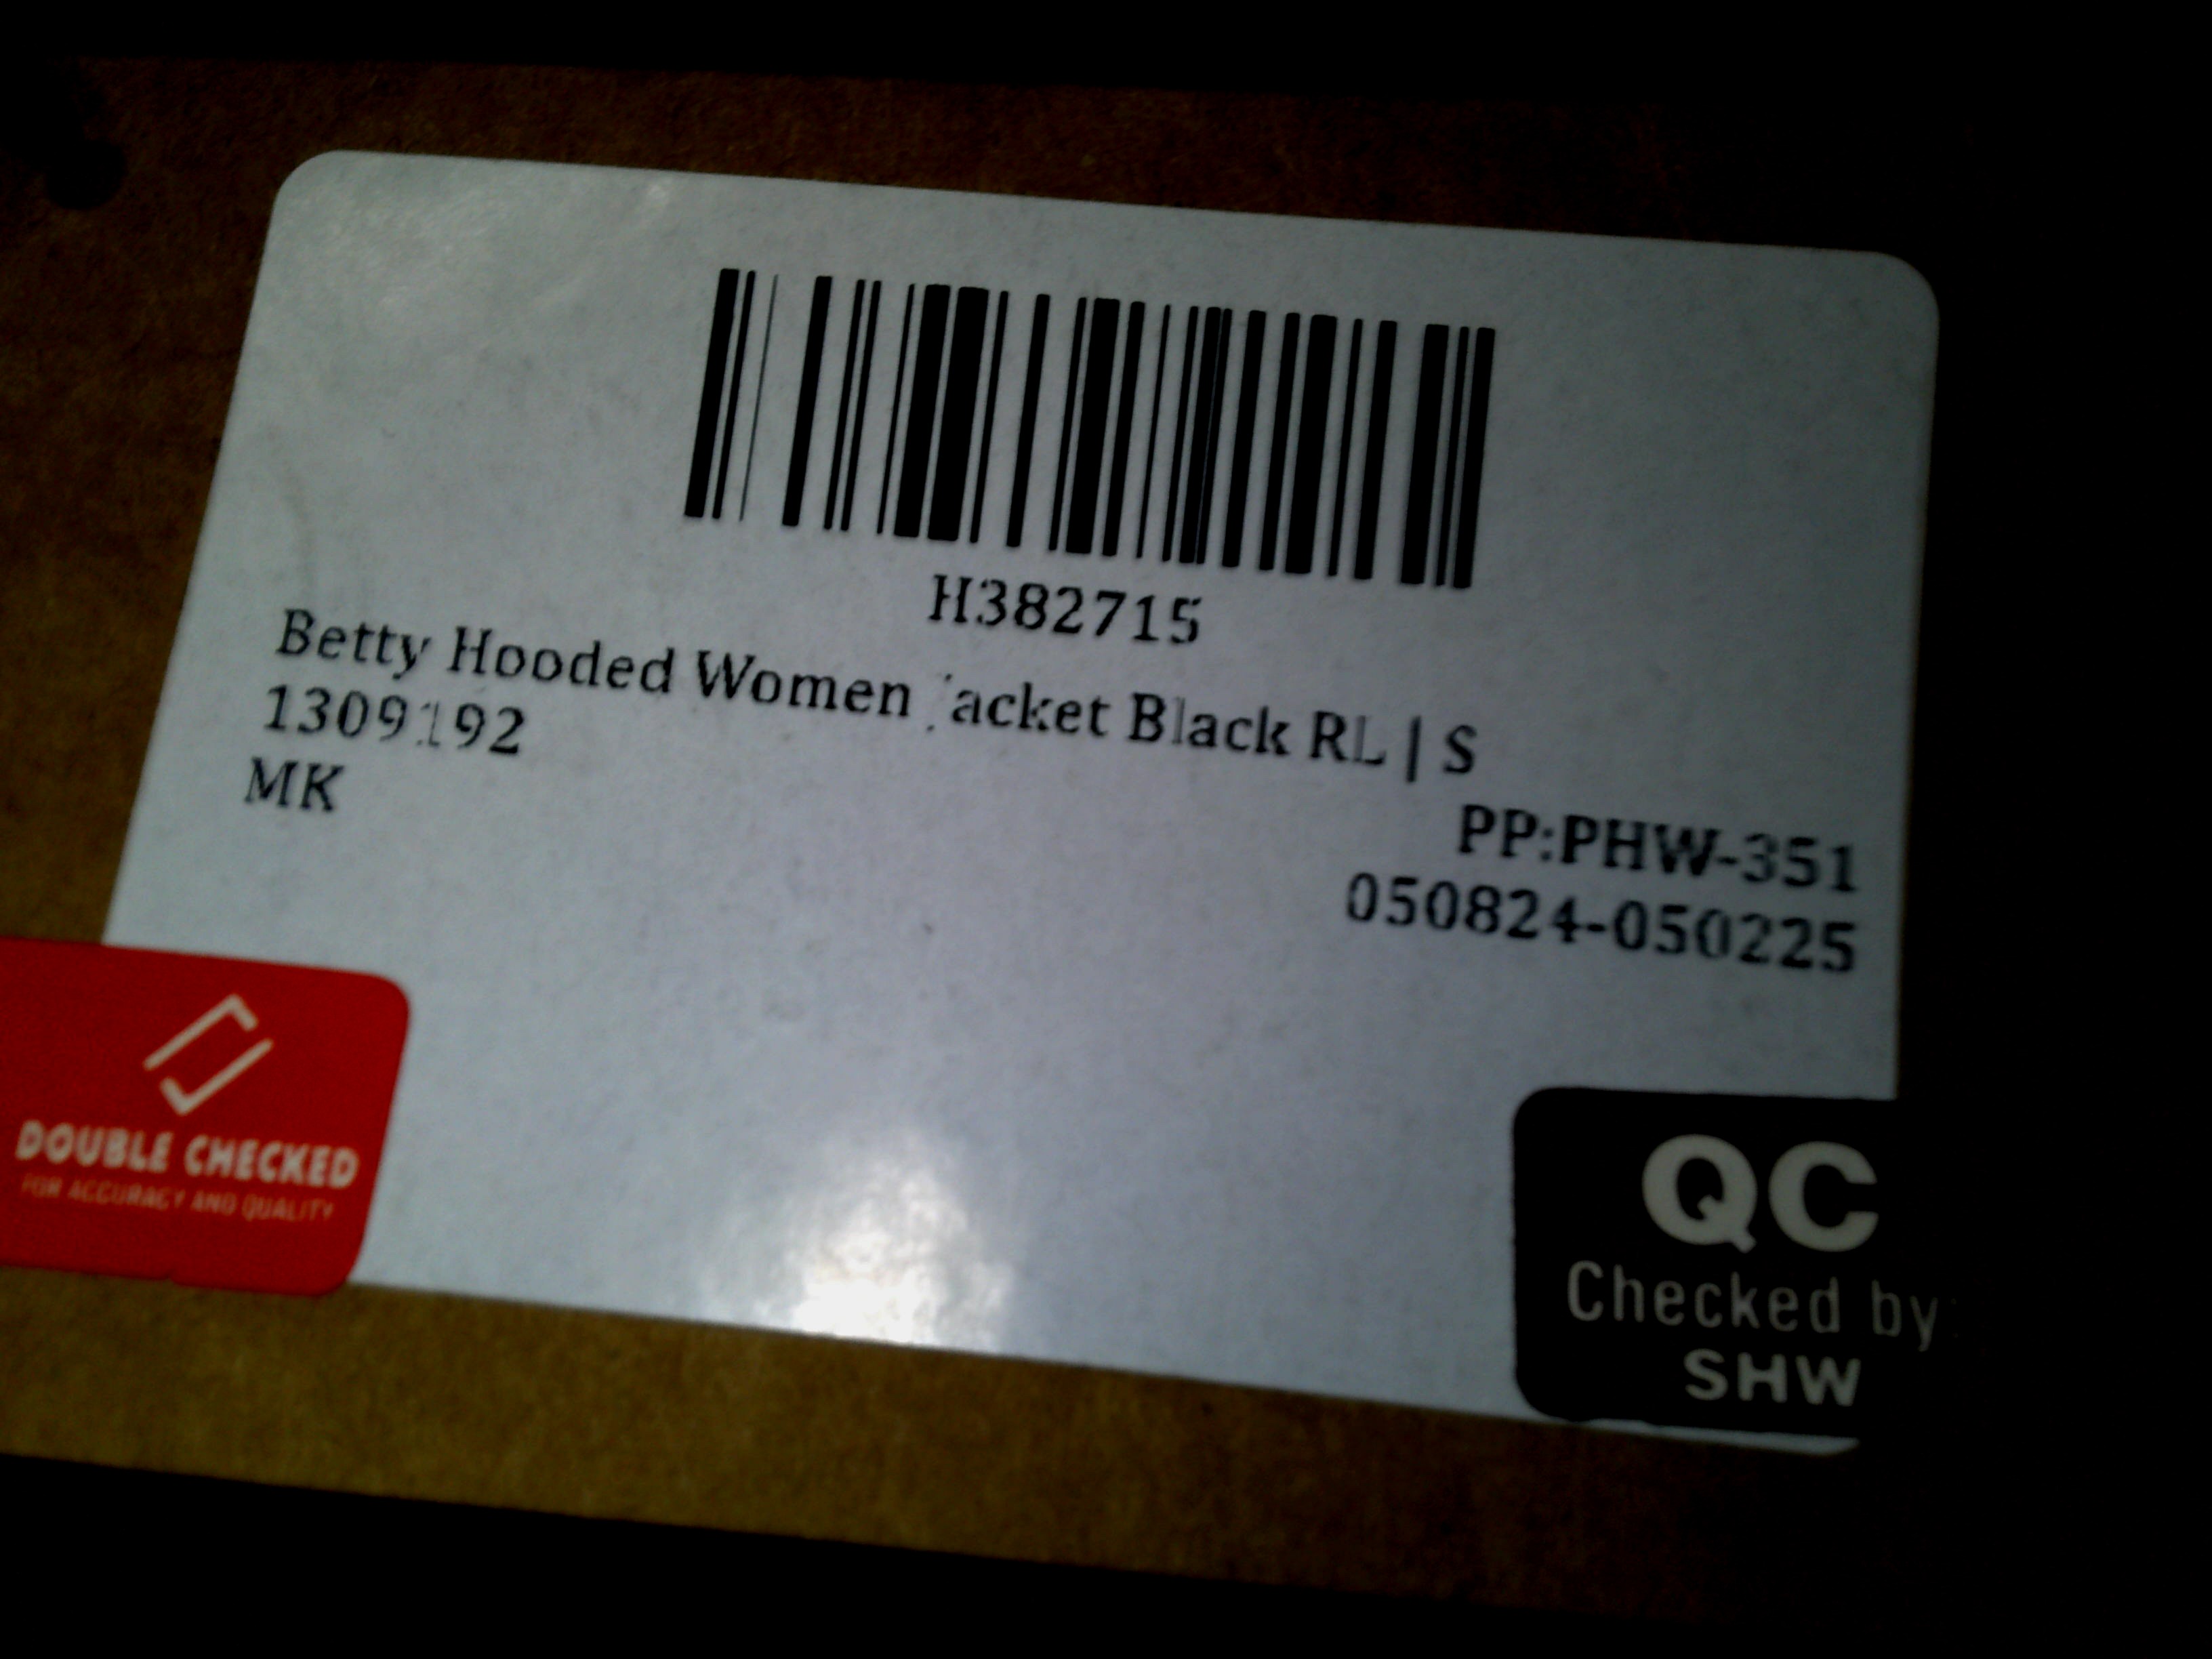 H382715
Betty Hooded Women Jacket Black RL | S
1309192
MK
PP:PHW-351
050824-050225
DOUBLE CHECKED
FOR ACCURACY AND QUALITY
QC
Checked by:
SHW